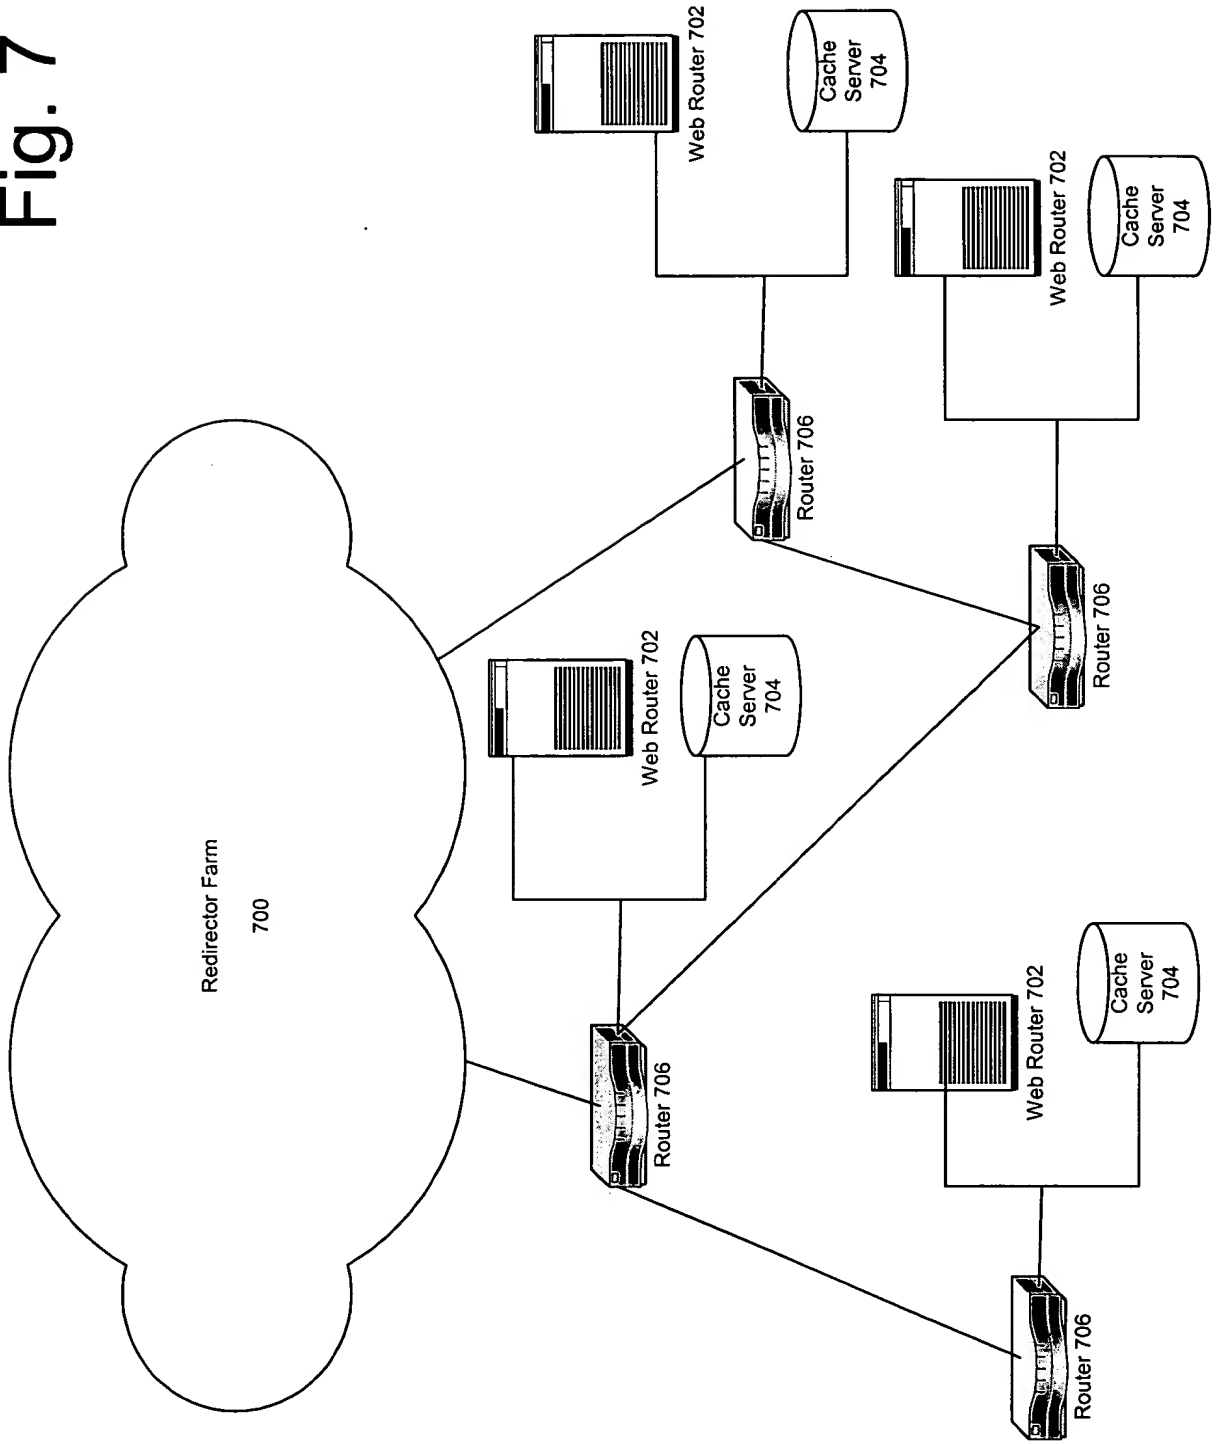 Fig. 7
Redirector Farm
700
Web Router 702
Cache
Server
704
Router 706
Web Router 702
Cache
Server
704
Router 706
Web Router 702
Cache
Server
704
Router 706
Web Router 702
Cache
Server
704
Router 706